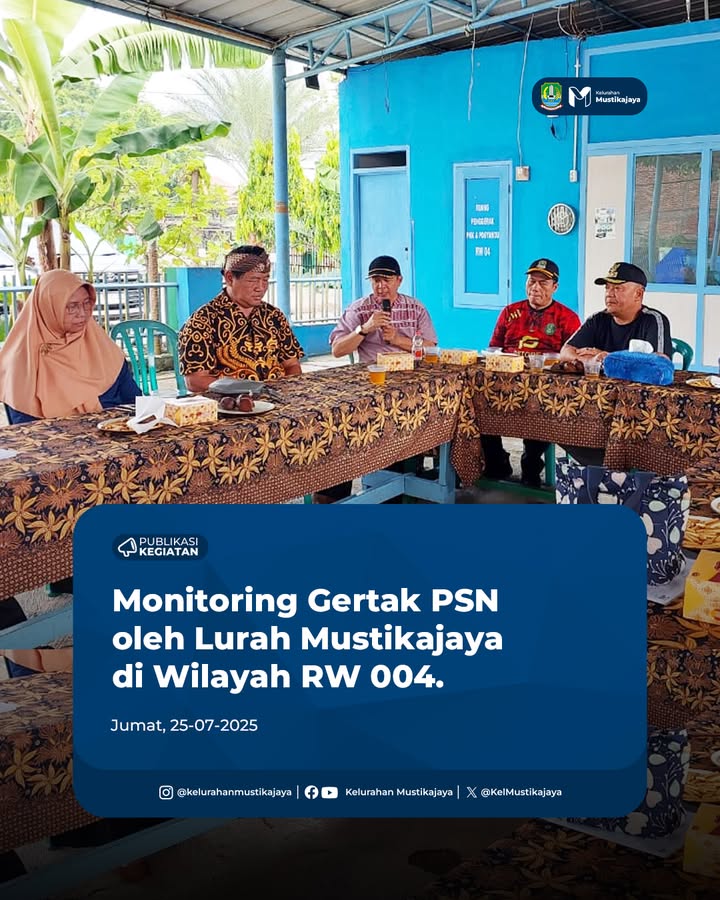 Kelurahan
Mustikajaya
RUANG
PENGGERAK
PKK & POSYANDU
RW 04
PUBLIKASI
KEGIATAN
Monitoring Gertak PSN
oleh Lurah Mustikajaya
di Wilayah RW 004.
Jumat, 25-07-2025
@kelurahanmustikajaya | Kelurahan Mustikajaya | @KelMustikajaya